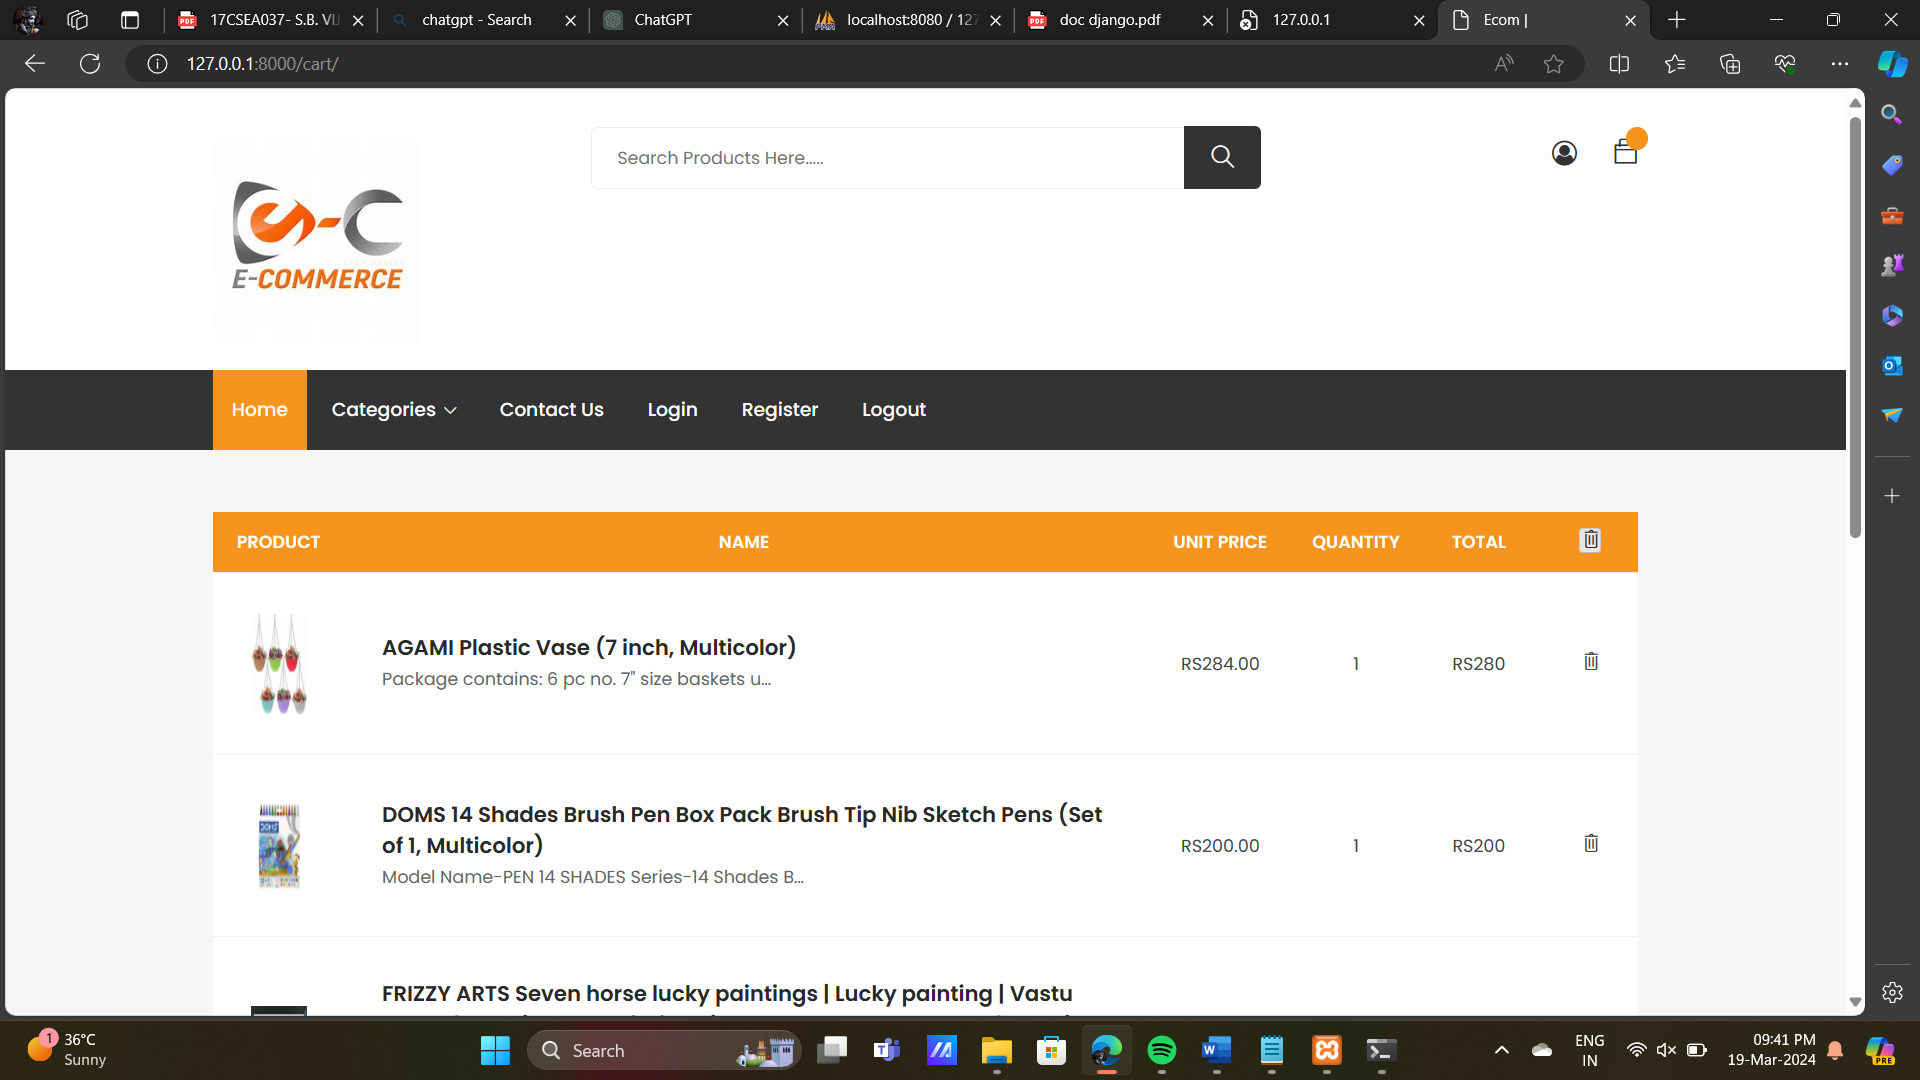 17CSEA037- S.B. VIJ
chatgpt - Search
ChatGPT
localhost:8080 / 127
doc django.pdf
127.0.0.1
Ecom |
127.0.0.1:8000/cart/
Search Products Here.....
E-COMMERCE
Home
Categories
Contact Us
Login
Register
Logout
PRODUCT NAME UNIT PRICE QUANTITY TOTAL
AGAMI Plastic Vase (7 inch, Multicolor)
Package contains: 6 pc no. 7" size baskets u...
RS284.00 1 RS280
DOMS 14 Shades Brush Pen Box Pack Brush Tip Nib Sketch Pens (Set
of 1, Multicolor)
Model Name-PEN 14 SHADES Series-14 Shades B...
RS200.00 1 RS200
FRIZZY ARTS Seven horse lucky paintings | Lucky painting | Vastu
1
36°C
Sunny
Search
ENG
IN
09:41 PM
19-Mar-2024
PRE